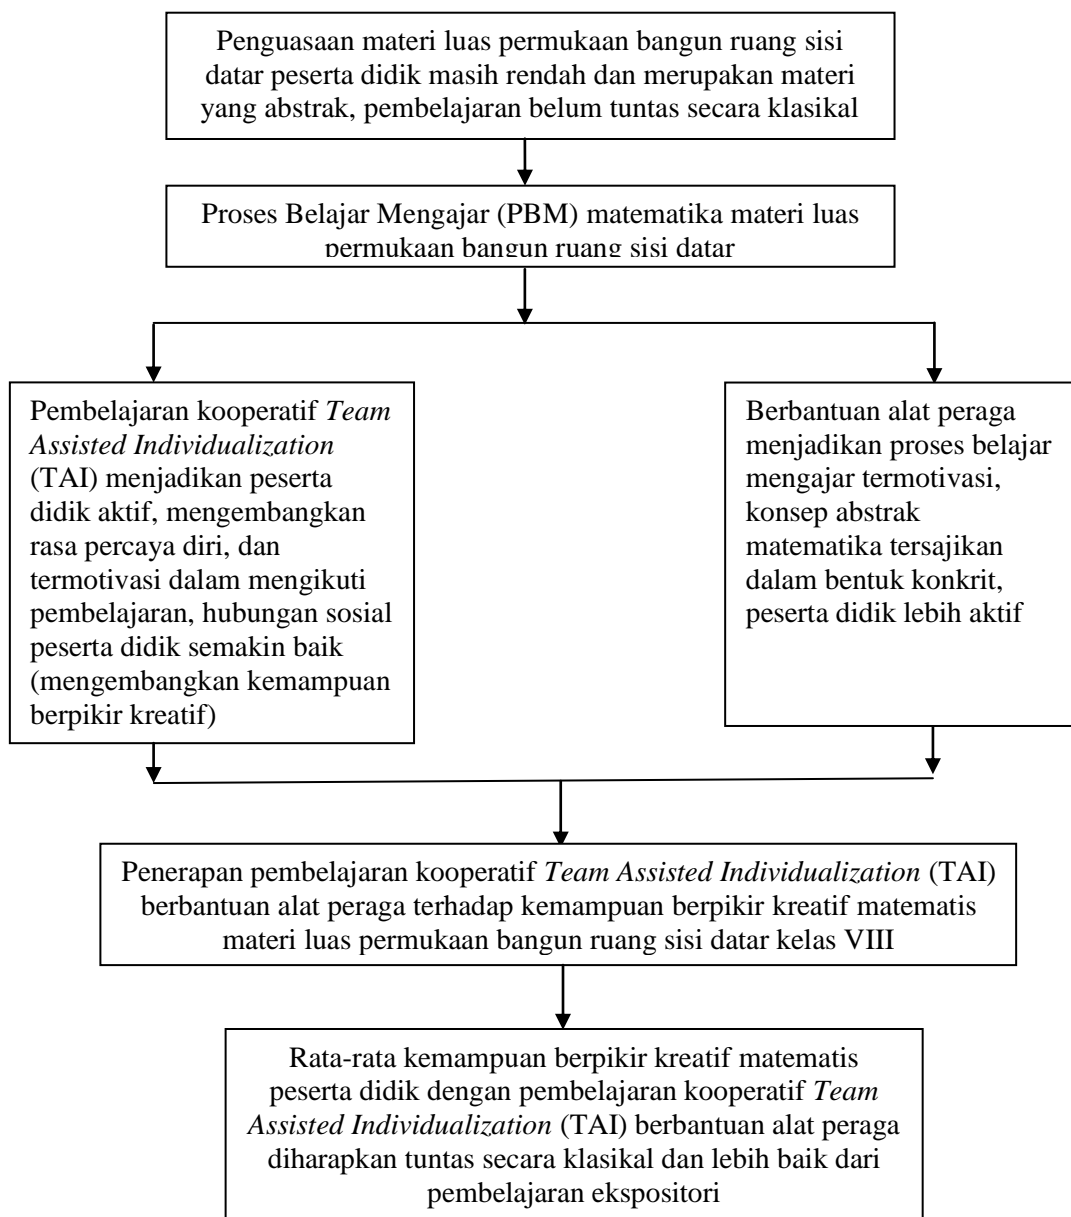 Penguasaan materi luas permukaan bangun ruang sisi
datar peserta didik masih rendah dan merupakan materi
yang abstrak, pembelajaran belum tuntas secara klasikal
Proses Belajar Mengajar (PBM) matematika materi luas
permukaan bangun ruang sisi datar
Pembelajaran kooperatif Team
Assisted Individualization
(TAI) menjadikan peserta
didik aktif, mengembangkan
rasa percaya diri, dan
termotivasi dalam mengikuti
pembelajaran, hubungan sosial
peserta didik semakin baik
(mengembangkan kemampuan
berpikir kreatif)
Berbantuan alat peraga
menjadikan proses belajar
mengajar termotivasi,
konsep abstrak
matematika tersajikan
dalam bentuk konkrit,
peserta didik lebih aktif
Penerapan pembelajaran kooperatif Team Assisted Individualization (TAI)
berbantuan alat peraga terhadap kemampuan berpikir kreatif matematis
materi luas permukaan bangun ruang sisi datar kelas VIII
Rata-rata kemampuan berpikir kreatif matematis
peserta didik dengan pembelajaran kooperatif Team
Assisted Individualization (TAI) berbantuan alat peraga
diharapkan tuntas secara klasikal dan lebih baik dari
pembelajaran ekspositori